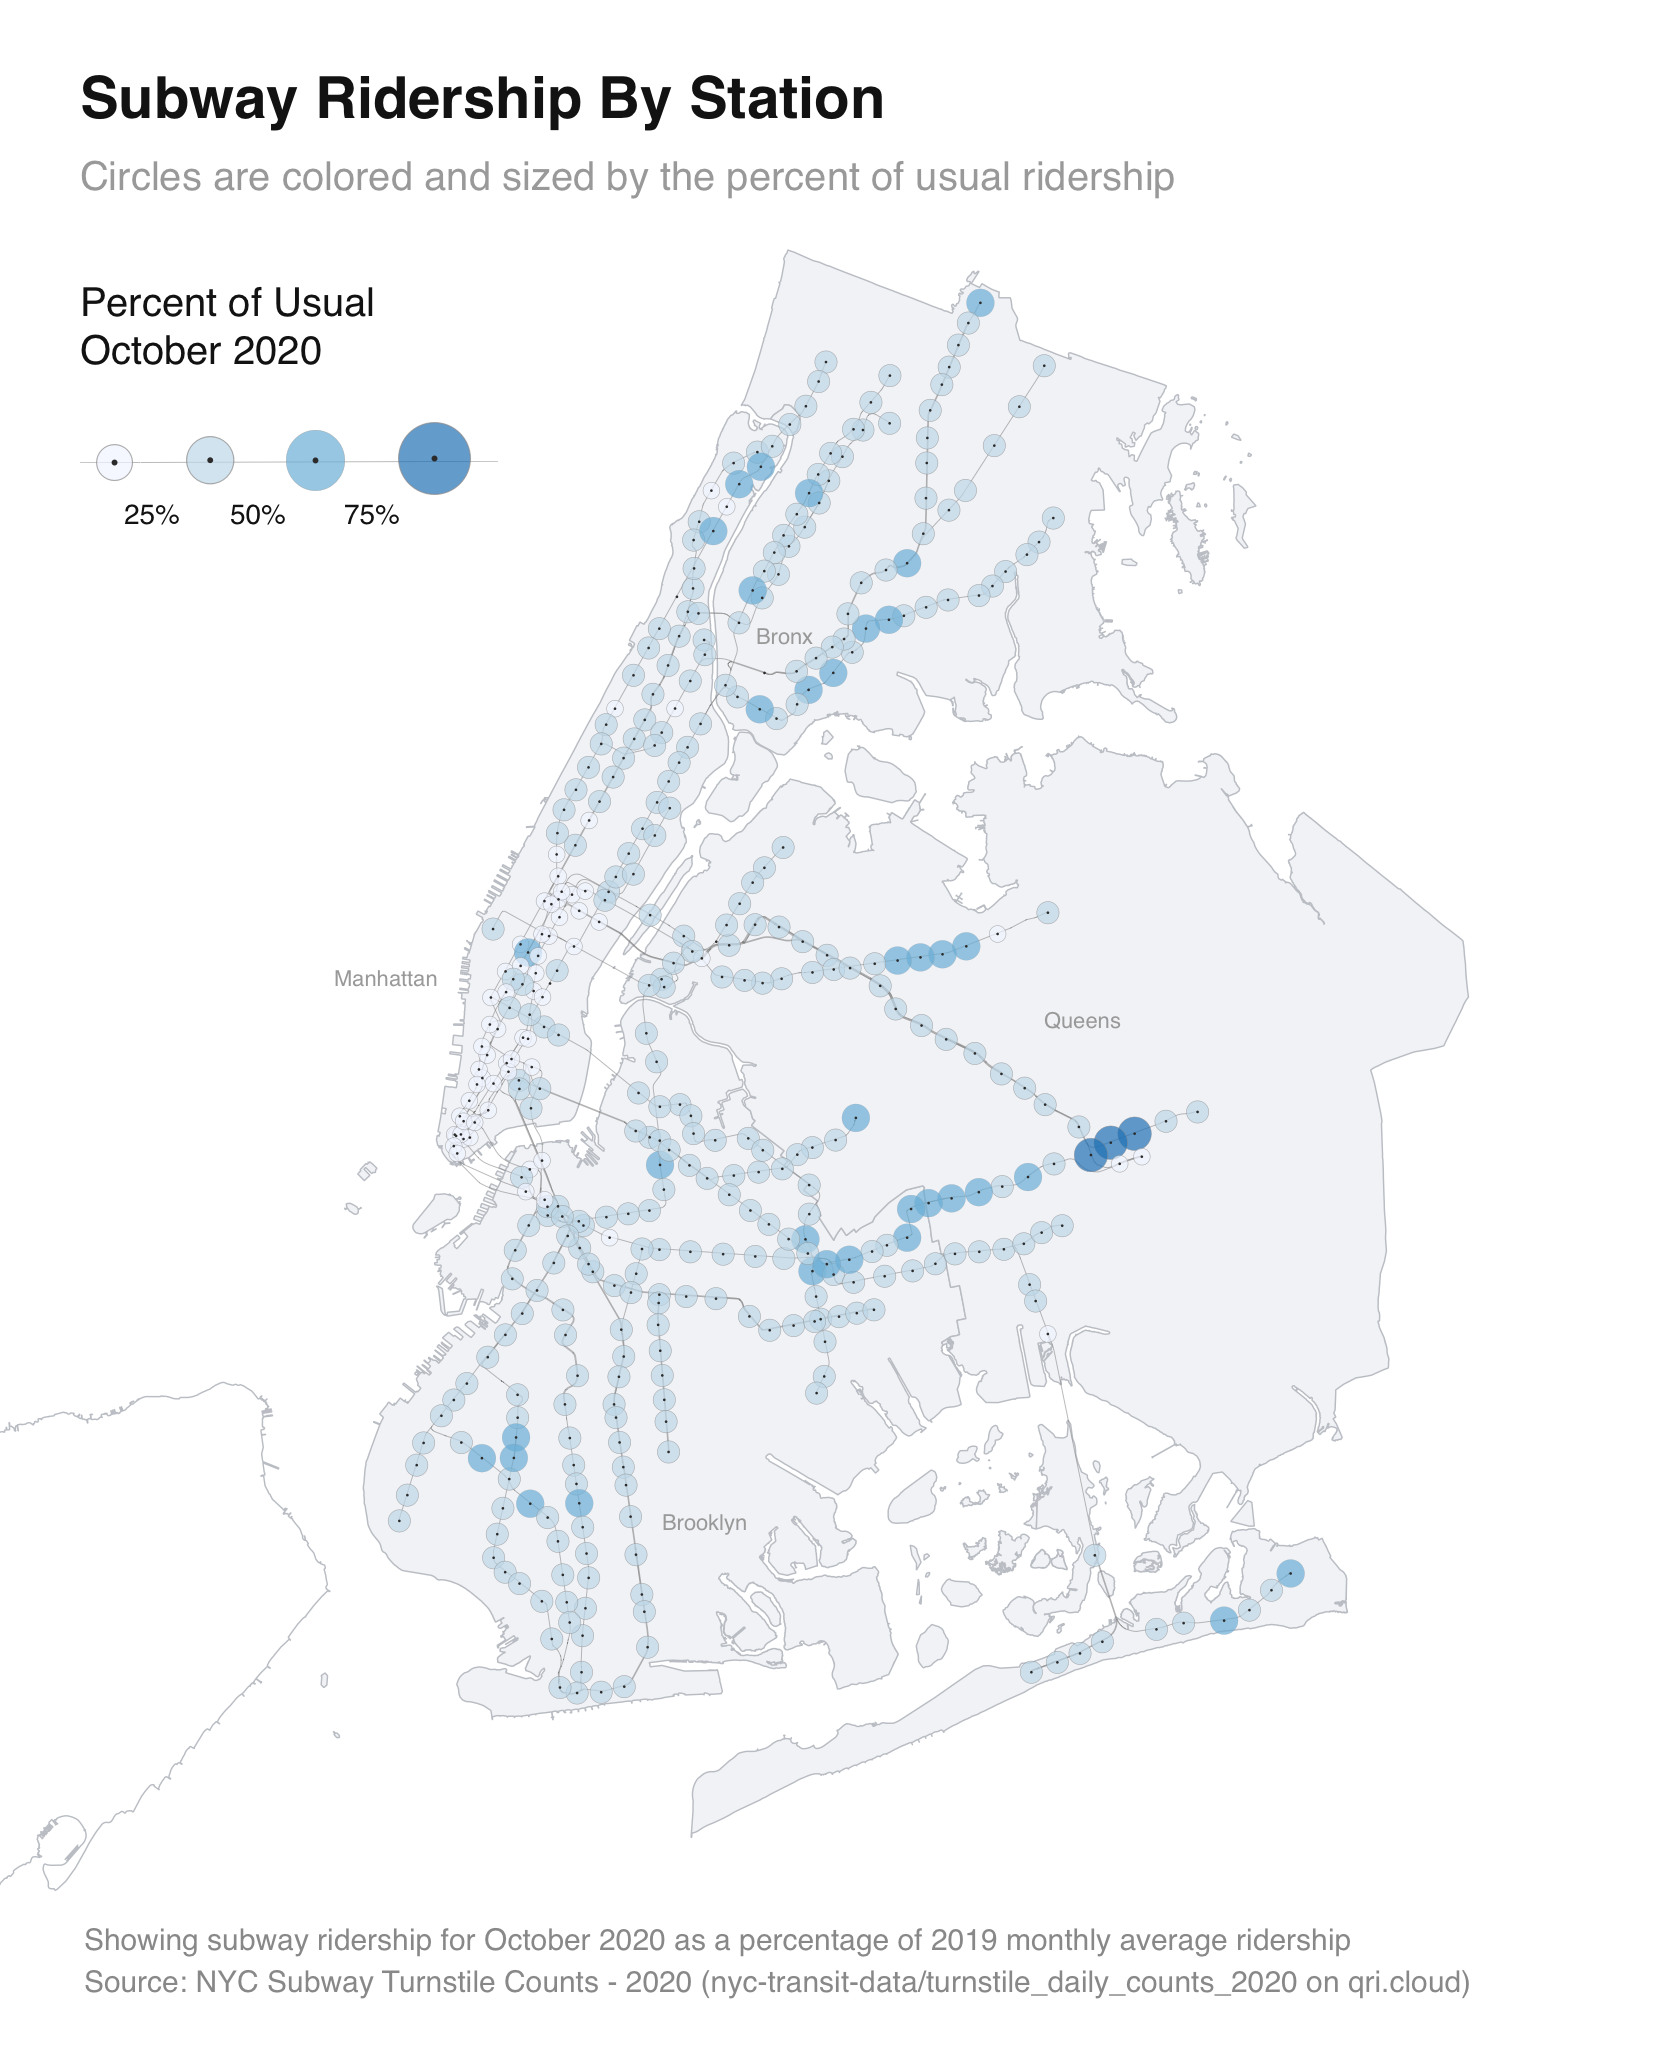 Subway Ridership By Station
Circles are colored and sized by the percent of usual ridership
Percent of Usual
October 2020
25% 50% 75%
Bronx
Manhattan
Queens
Brooklyn
Showing subway ridership for October 2020 as a percentage of 2019 monthly average ridership
Source: NYC Subway Turnstile Counts - 2020 (nyc-transit-data/turnstile_daily_counts_2020 on qri.cloud)